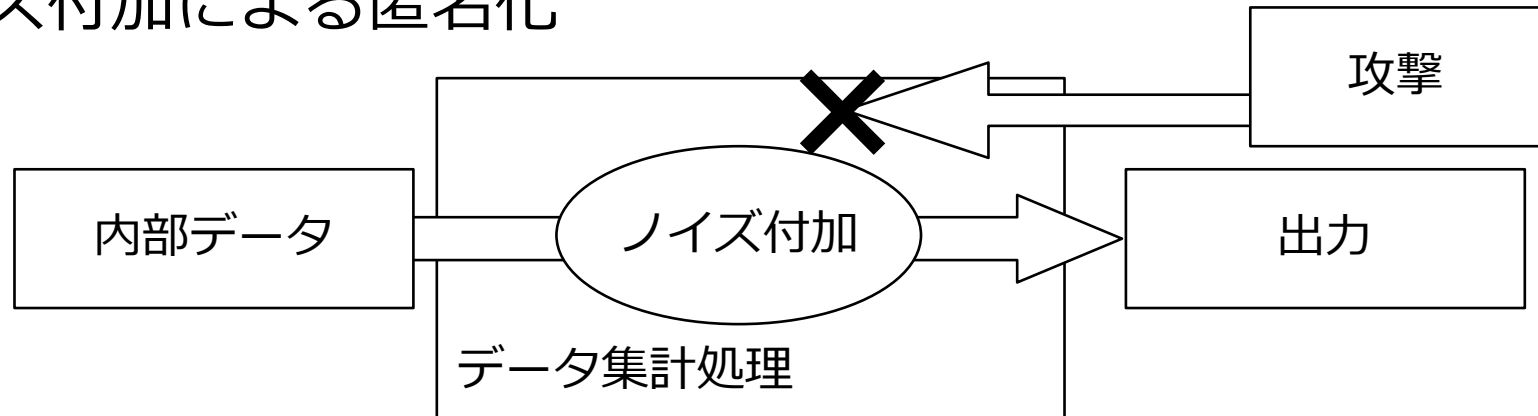 ズ付加による匿名化
攻撃
内部データ
ノイズ付加
出力
データ集計処理